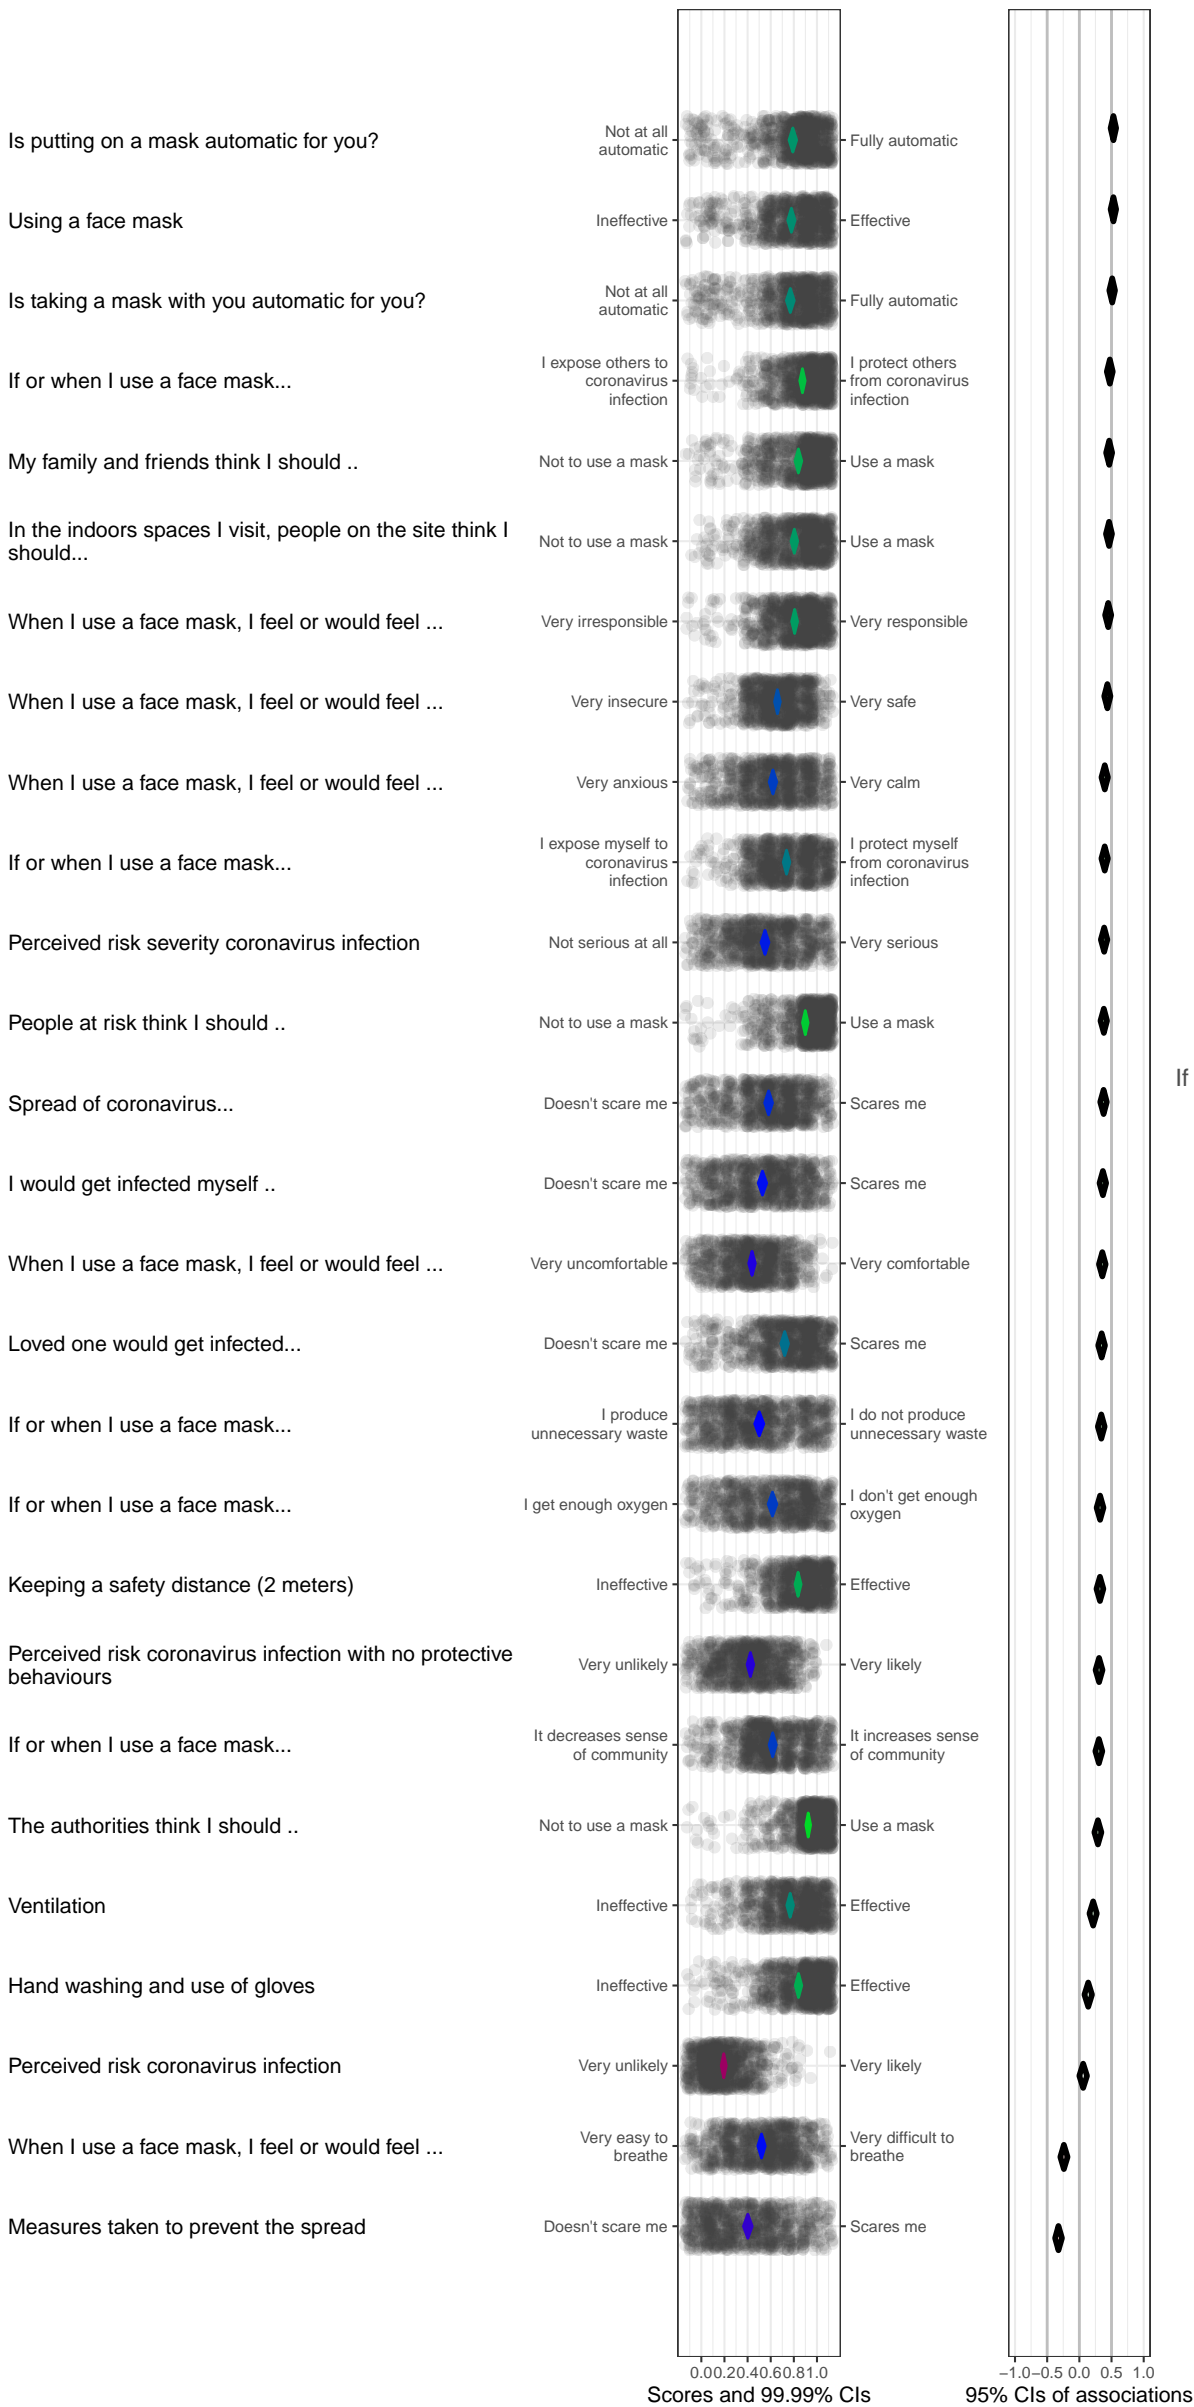 Is putting on a mask automatic for you?
Not at all
automatic
Fully automatic
Using a face mask
Ineffective
Effective
Is taking a mask with you automatic for you?
Not at all
automatic
Fully automatic
If or when I use a face mask...
I expose others to
coronavirus
infection
I protect others
from coronavirus
infection
My family and friends think I should ..
Not to use a mask
Use a mask
In the indoors spaces I visit, people on the site think I
should...
Not to use a mask
Use a mask
When I use a face mask, I feel or would feel ...
Very irresponsible
Very responsible
When I use a face mask, I feel or would feel ...
Very insecure
Very safe
When I use a face mask, I feel or would feel ...
Very anxious
Very calm
If or when I use a face mask...
I expose myself to
coronavirus
infection
I protect myself
from coronavirus
infection
Perceived risk severity coronavirus infection
Not serious at all
Very serious
People at risk think I should ..
Not to use a mask
Use a mask
If
Spread of coronavirus...
Doesn't scare me
Scares me
I would get infected myself ..
Doesn't scare me
Scares me
When I use a face mask, I feel or would feel ...
Very uncomfortable
Very comfortable
Loved one would get infected...
Doesn't scare me
Scares me
If or when I use a face mask...
I produce
unnecessary waste
I do not produce
unnecessary waste
If or when I use a face mask...
I get enough oxygen
I don't get enough
oxygen
Keeping a safety distance (2 meters)
Ineffective
Effective
Perceived risk coronavirus infection with no protective
behaviours
Very unlikely
Very likely
If or when I use a face mask...
It decreases sense
of community
It increases sense
of community
The authorities think I should ..
Not to use a mask
Use a mask
Ventilation
Ineffective
Effective
Hand washing and use of gloves
Ineffective
Effective
Perceived risk coronavirus infection
Very unlikely
Very likely
When I use a face mask, I feel or would feel ...
Very easy to
breathe
Very difficult to
breathe
Measures taken to prevent the spread
Doesn't scare me
Scares me
0.0 0.2 0.4 0.6 0.8 1.0
Scores and 99.99% CIs
−1.0 −0.5 0.0 0.5 1.0
95% CIs of associations